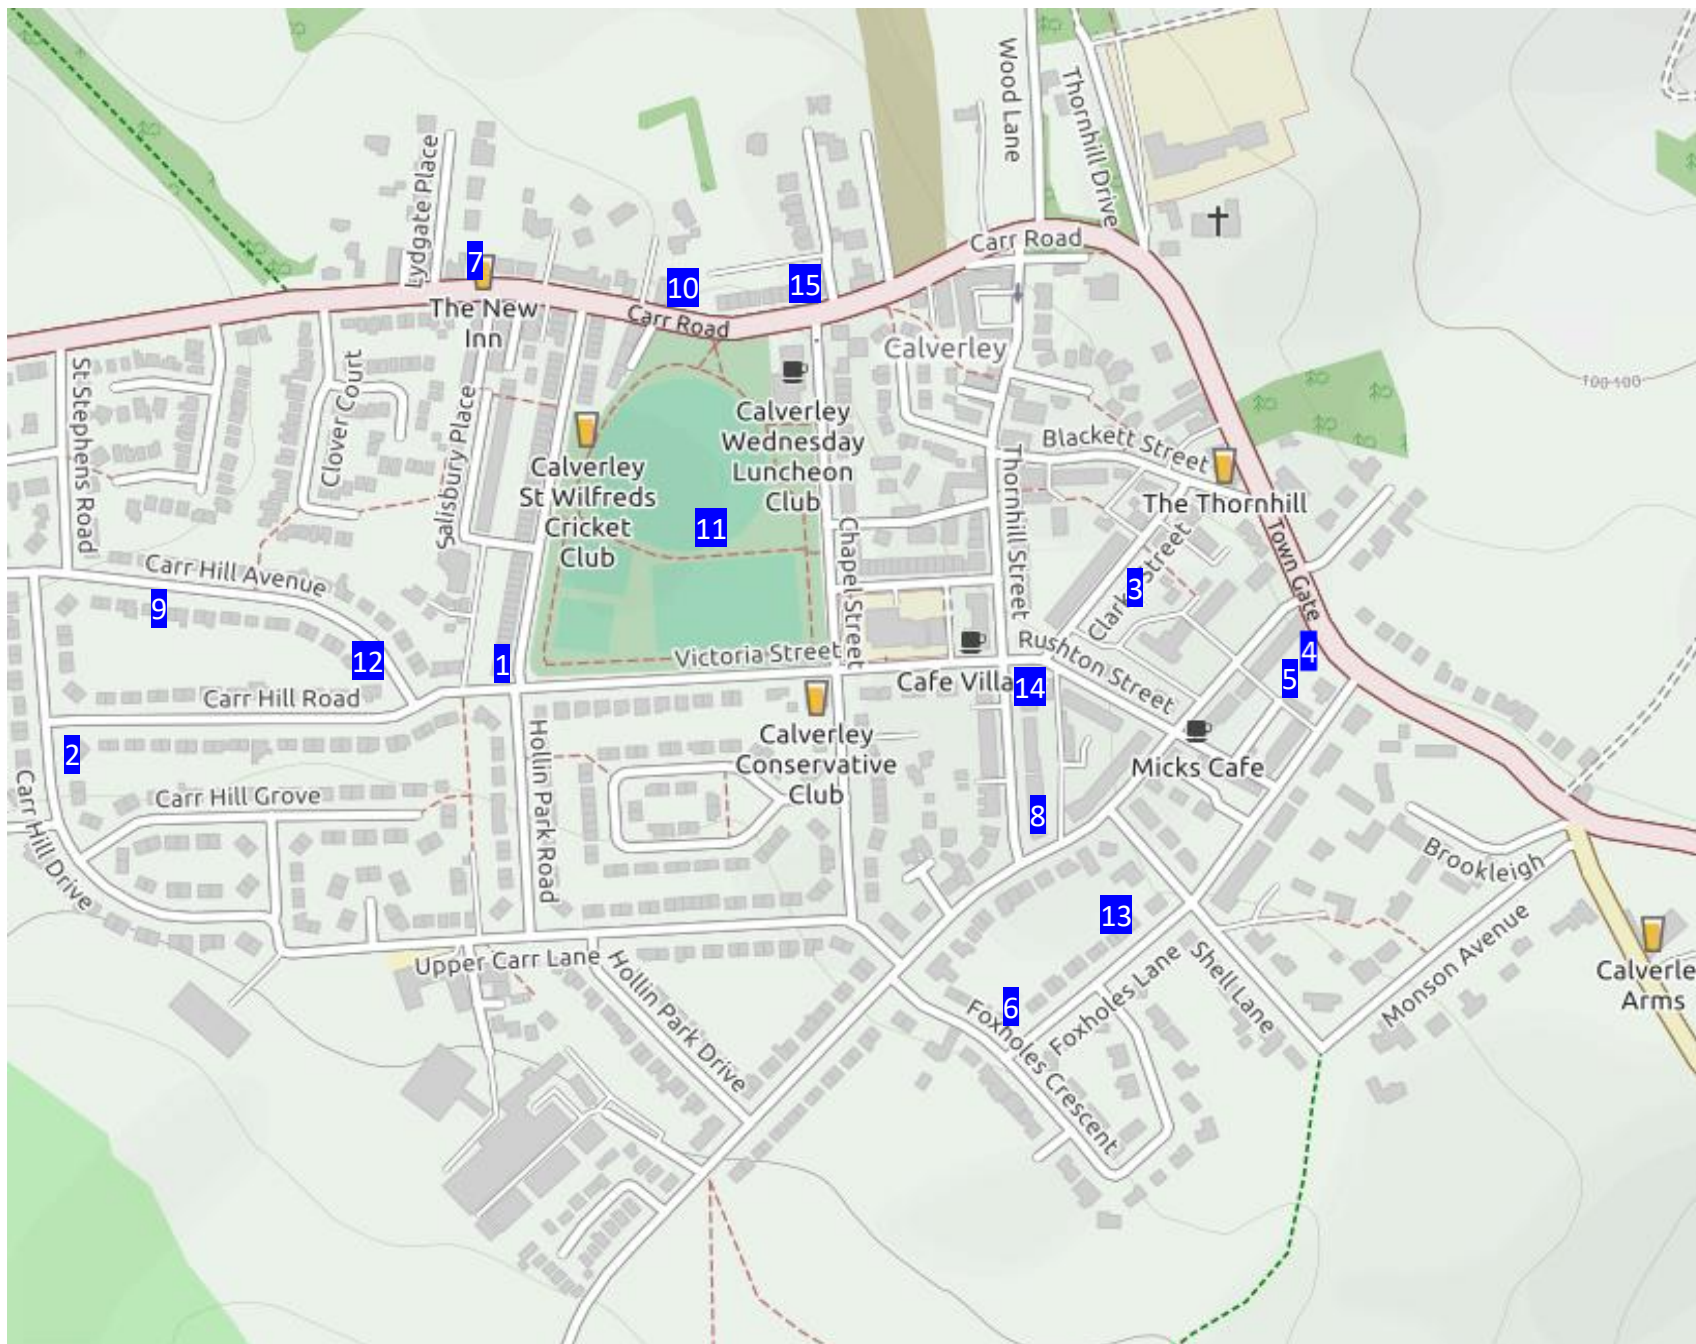 Wood Lane
Thornhill Drive
Lydgate Place
Carr Road
7
10
15
The New
Inn
Carr Road
Calverley
St Stephens Road
Clover Court
Salisbury Place
Calverley
St Wilfreds
Cricket
Club
Calverley
Wednesday
Luncheon
Club
11
100 100
Blackett Street
The Thornhill
Thornhill Street
Chapel Street
Town Gate
Clark Street
3
Carr Hill Avenue
9
12
1
Victoria Street
Rushton Street
4
5
Cafe Villa
14
Carr Hill Road
2
Hollin Park Road
Calverley
Conservative
Club
Micks Cafe
Carr Hill Grove
Carr Hill Drive
8
Brookleigh
13
Upper Carr Lane
Hollin Park Drive
6
Foxholes Lane
Shell Lane
Monson Avenue
Calverle
Arms
Foxholes Crescent